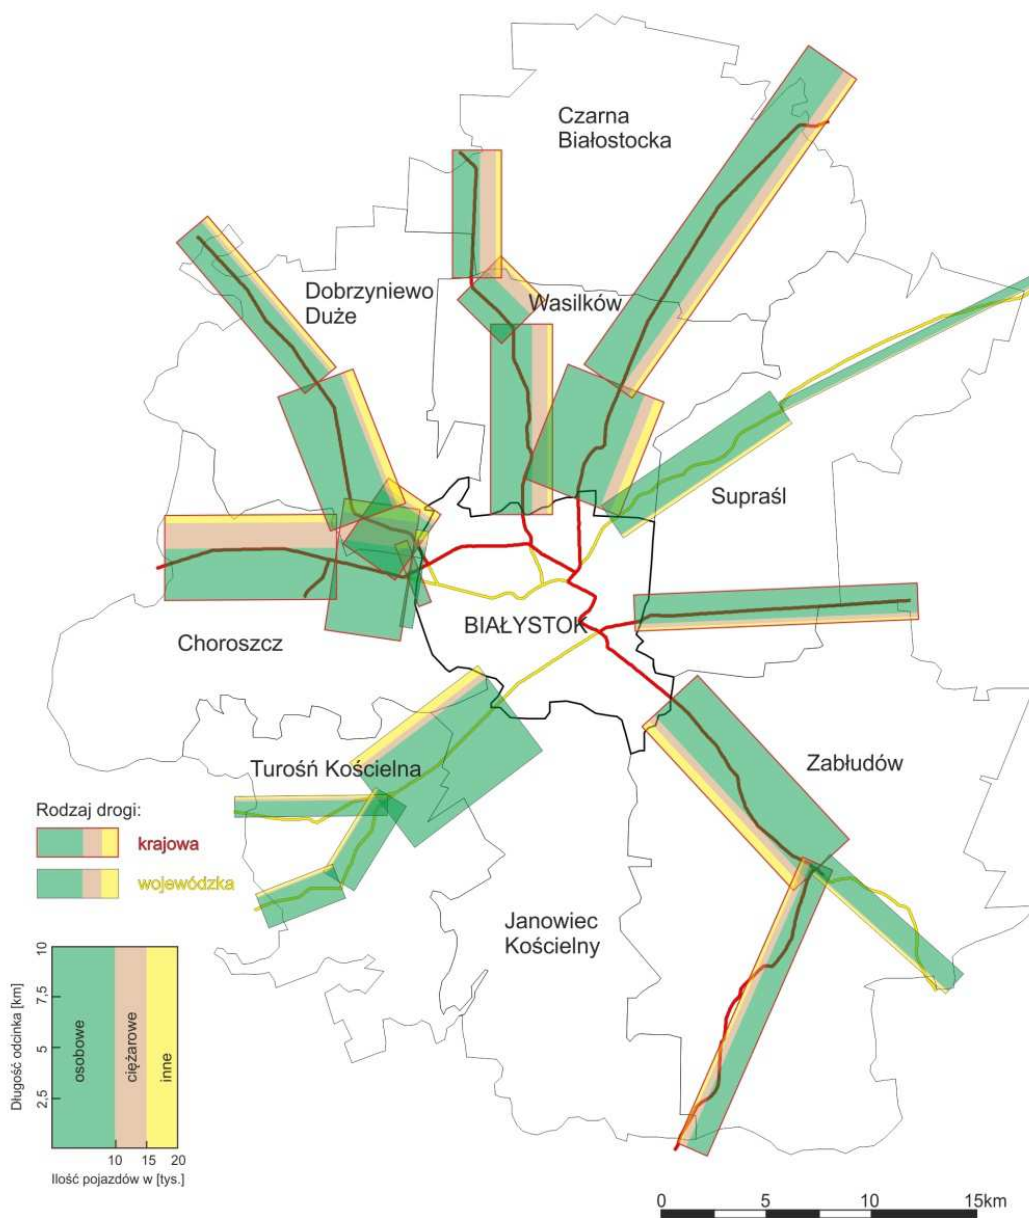 Czarna
Białostocka
Dobrzyniewo
Duże
Wasilków
Supraśl
BIAŁYSTOK
Choroszcz
Turośń Kościelna
Zabłudów
Janowiec
Kościelny
Rodzaj drogi:
krajowa
wojewódzka
Długość odcinka [km]
10
7,5
5
2,5
osobowe
ciężarowe
inne
10 15 20
Ilość pojazdów w [tys.]
0 5 10 15km